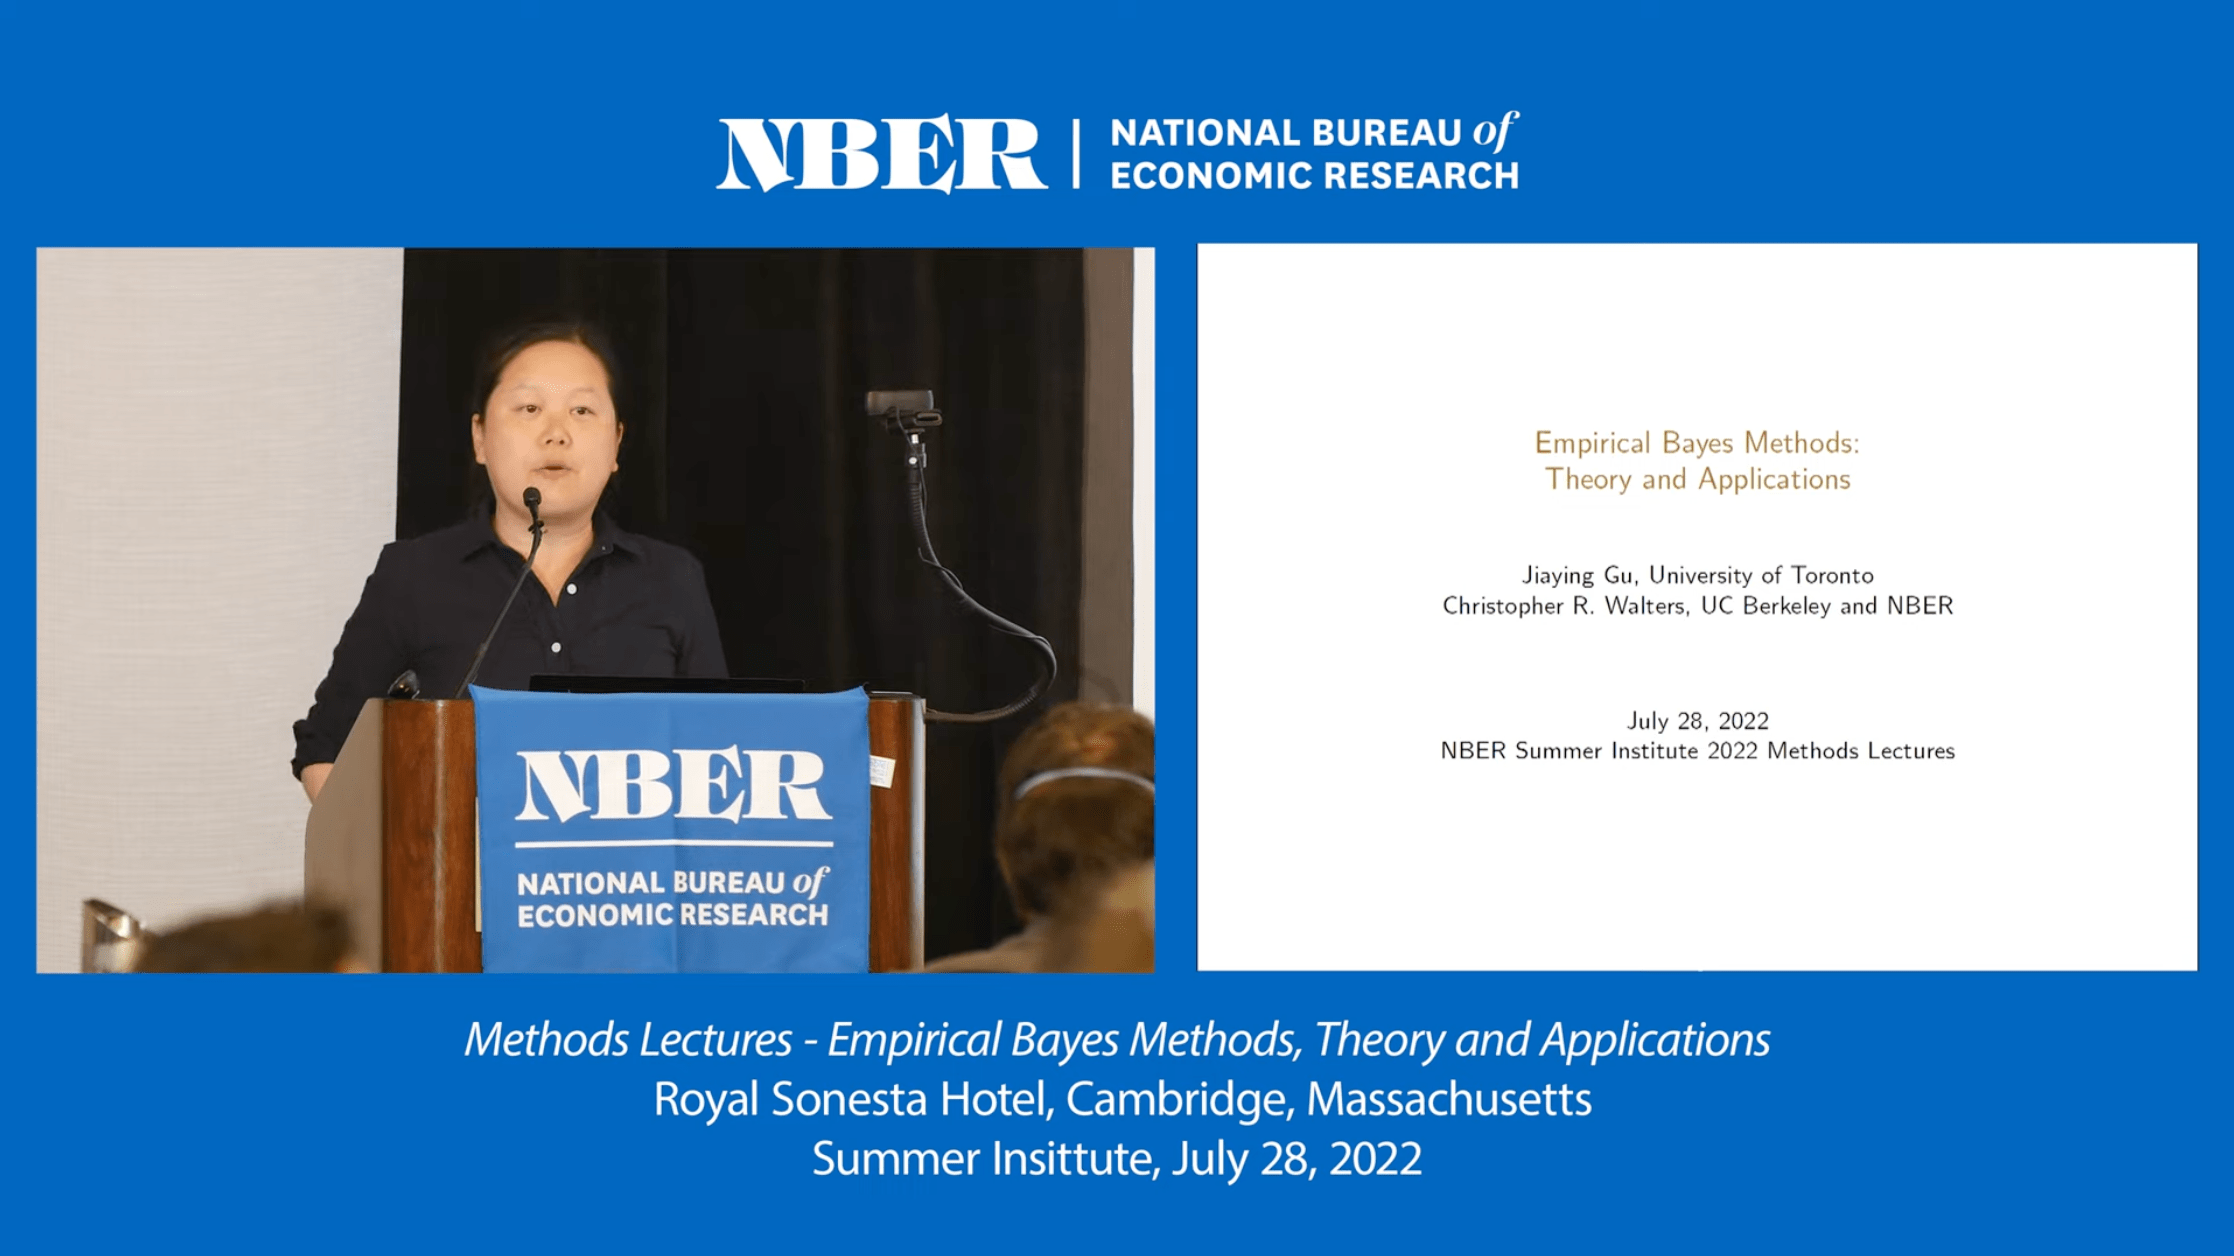 NBER
NATIONAL BUREAU of
ECONOMIC RESEARCH
NBER
NATIONAL BUREAU of
ECONOMIC RESEARCH
Empirical Bayes Methods:
Theory and Applications
Jiaying Gu, University of Toronto
Christopher R. Walters, UC Berkeley and NBER
July 28, 2022
NBER Summer Institute 2022 Methods Lectures
Methods Lectures - Empirical Bayes Methods, Theory and Applications
Royal Sonesta Hotel, Cambridge, Massachusetts
Summer Insittute, July 28, 2022